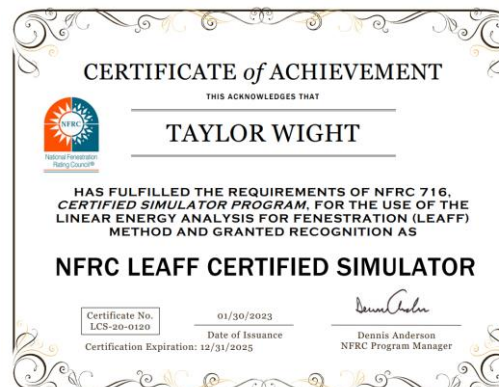 CERTIFICATE of ACHIEVEMENT
THIS ACKNOWLEDGES THAT
NFRC
National Fenestration
Rating Council®
TAYLOR WIGHT
HAS FULFILLED THE REQUIREMENTS OF NFRC 716,
CERTIFIED SIMULATOR PROGRAM, FOR THE USE OF THE
LINEAR ENERGY ANALYSIS FOR FENESTRATION (LEAFF)
METHOD AND GRANTED RECOGNITION AS
NFRC LEAFF CERTIFIED SIMULATOR
Certificate No.
LCS-20-0120
01/30/2023
Date of Issuance
Certification Expiration: 12/31/2025
Dennis Anderson
NFRC Program Manager